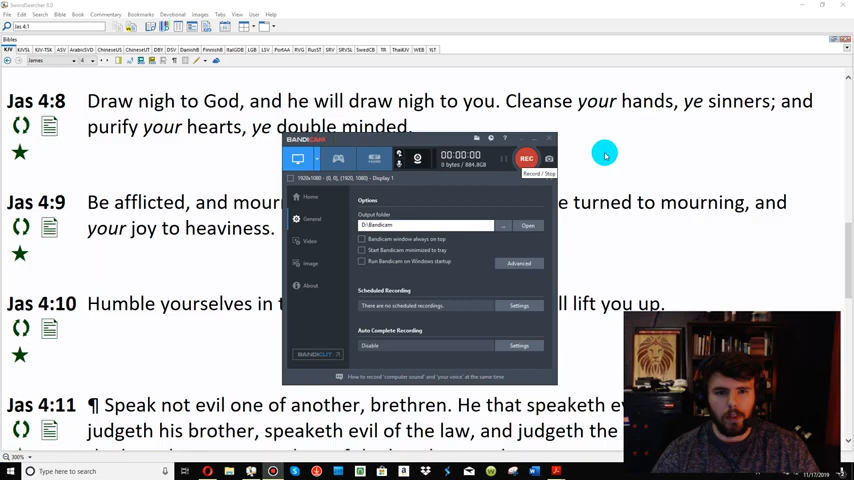 SwordSearcher 8.0
File Edit Search Bible Book Commentary Bookmarks Devotional Images Tabs View User Help
Jas 4:1
Bibles
KJV KJVSL KJV-TSK ASV ArabicSVD ChineseUS ChineseUT DBY DSV DanishB FinnishB ItalGDB LGB LSV PortAA RVG RusST SRV SRVSL SwedCB TR ThaiKJV WEB YLT
James 4
Jas 4:8 Draw nigh to God, and he will draw nigh to you. Cleanse your hands, ye sinners; and
purify your hearts, ye double minded.
Jas 4:9 Be afflicted, and mourn
e turned to mourning, and
your joy to heaviness.
Jas 4:10 Humble yourselves in
ll lift you up.
Jas 4:11 ¶ Speak not evil one of another, brethren. He that speaketh
judgeth his brother, speaketh evil of the law, and judgeth the
300%
BANDICAM
00:00:00
0 bytes / 884.8GB
REC
Record / Stop
1920x1080 - (0, 0), (1920, 1080) - Display 1
Home
General
Video
Image
About
BANDICUT
Options
Output folder
D:\Bandicam
... Open
Bandicam window always on top
Start Bandicam minimized to tray
Run Bandicam on Windows startup
Advanced
Scheduled Recording
There are no scheduled recordings. Settings
Auto Complete Recording
Disable Settings
How to record 'computer sound' and 'your voice' at the same time
Type here to search
11/17/2019